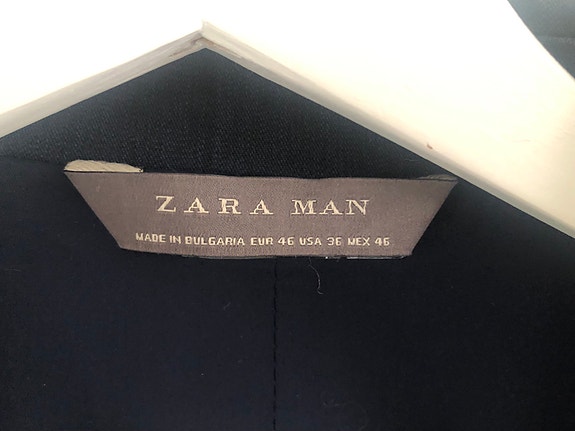 ZARA MAN
MADE IN BULGARIA EUR 46 USA 36 MEX 46